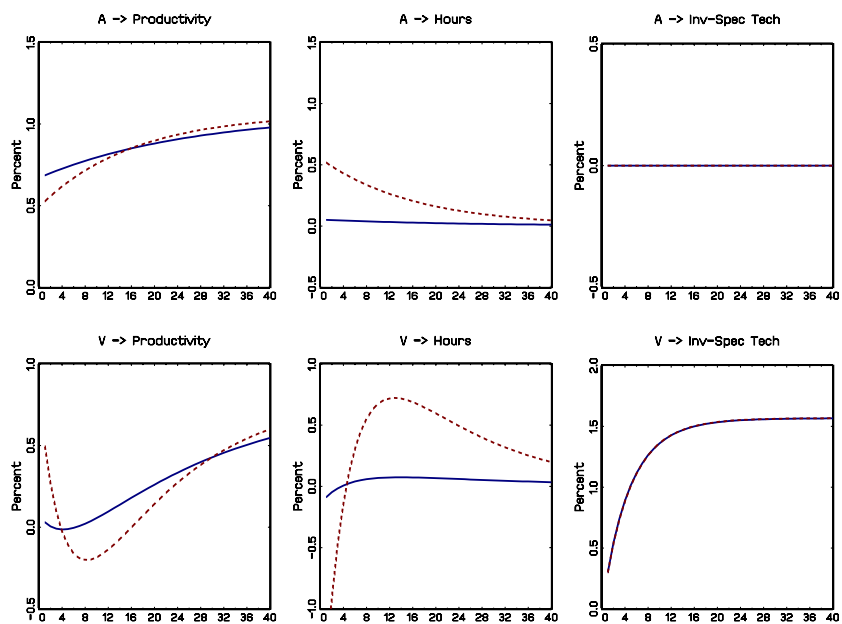 A -> Productivity
A -> Hours
A -> Inv-Spec Tech
Percent
1.5
1.0
0.5
0.0
0 4 8 12 16 20 24 28 32 36 40
Percent
1.5
1.0
0.5
0.0
-0.5
0 4 8 12 16 20 24 28 32 36 40
Percent
0.5
0.0
-0.5
0 4 8 12 16 20 24 28 32 36 40
V -> Productivity
V -> Hours
V -> Inv-Spec Tech
Percent
1.0
0.5
0.0
-0.5
0 4 8 12 16 20 24 28 32 36 40
Percent
1.0
0.5
0.0
-0.5
-1.0
0 4 8 12 16 20 24 28 32 36 40
Percent
2.0
1.5
1.0
0.5
0.0
0 4 8 12 16 20 24 28 32 36 40